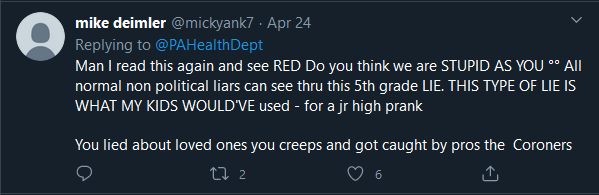 mike deimler @mickyank7 · Apr 24
Replying to @PAHealthDept
Man I read this again and see RED Do you think we are STUPID AS YOU °° All
normal non political liars can see thru this 5th grade LIE. THIS TYPE OF LIE IS
WHAT MY KIDS WOULD'VE used - for a jr high prank
You lied about loved ones you creeps and got caught by pros the  Coroners
2
6